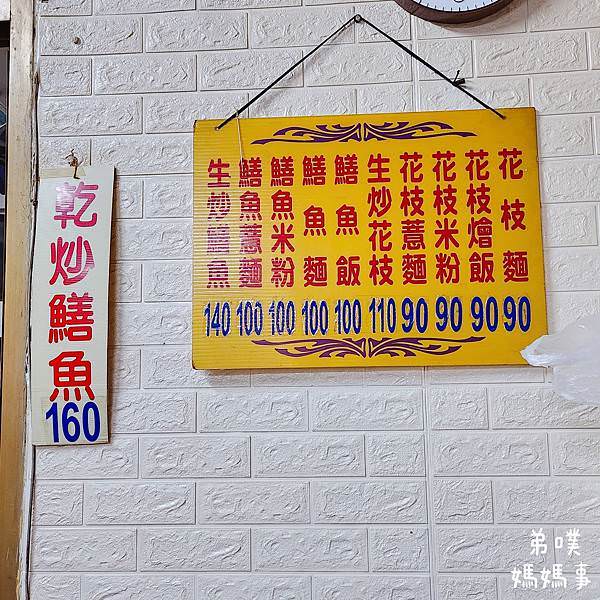 乾炒鱔魚
160
生炒鱔魚 140
鱔魚薏麵 100
鱔魚米粉 100
鱔魚麵 100
鱔魚飯 100
生炒花枝 110
花枝薏麵 90
花枝米粉 90
花枝燴飯 90
花枝麵 90
弟噗
媽媽事